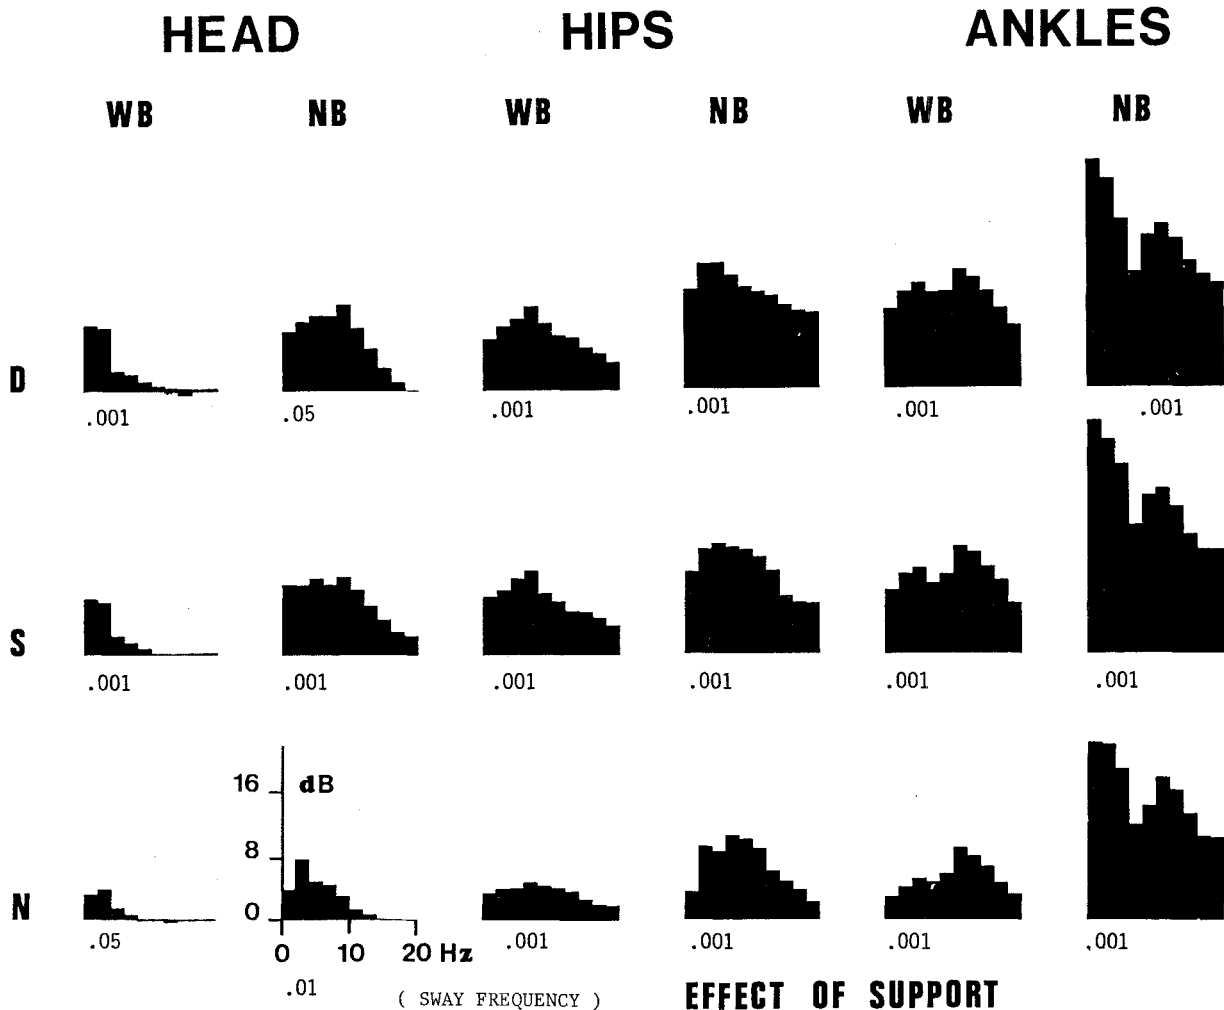 HEAD HIPS ANKLES
WB NB WB NB WB NB
D
.001 .05 .001 .001 .001 .001
S
.001 .001 .001 .001 .001 .001
16 dB
8
N 0
.05 .001 .001 .001 .001
0 10 20 Hz
.01
( SWAY FREQUENCY ) EFFECT OF SUPPORT